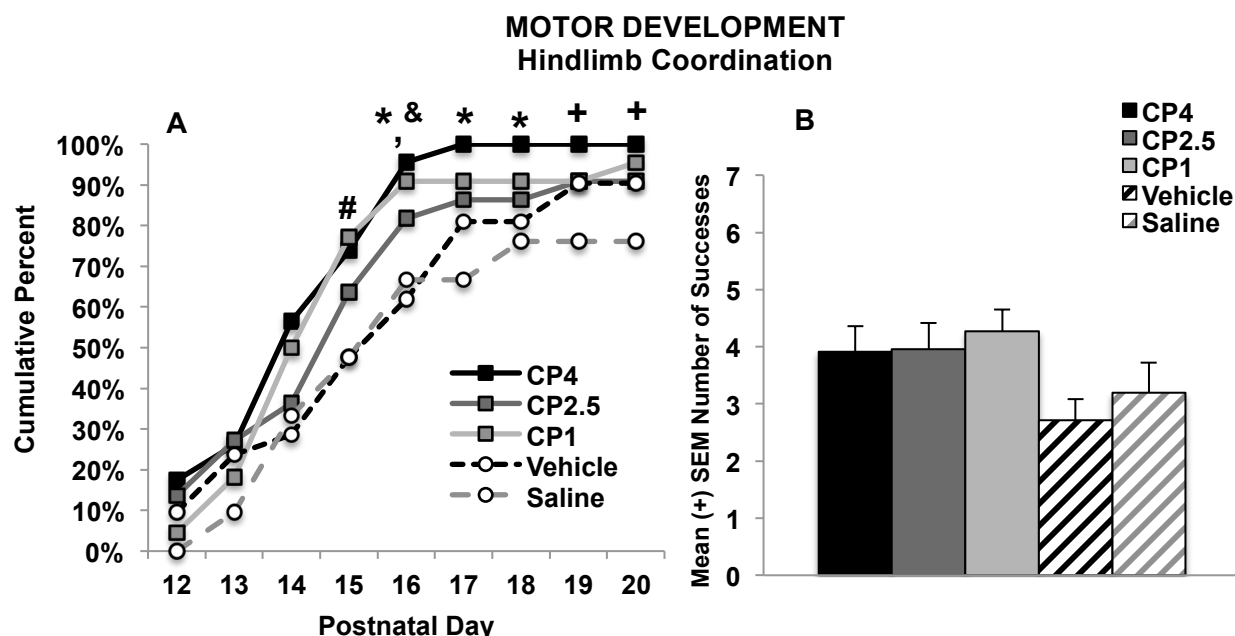 MOTOR DEVELOPMENT
Hindlimb Coordination
A
*,& * * + +
#
100%
90%
80%
70%
60%
50%
40%
30%
20%
10%
0%
Cumulative Percent
CP4
CP2.5
CP1
Vehicle
Saline
12 13 14 15 16 17 18 19 20
Postnatal Day
B
CP4
CP2.5
CP1
Vehicle
Saline
7
6
5
4
3
2
1
0
Mean (+) SEM Number of Successes